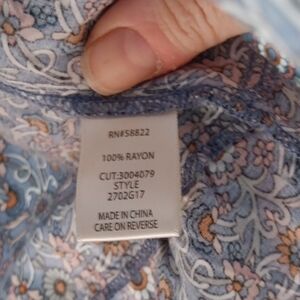 RN#58822
100% RAYON
CUT:3004079
STYLE
2702G17
MADE IN CHINA
CARE ON REVERSE